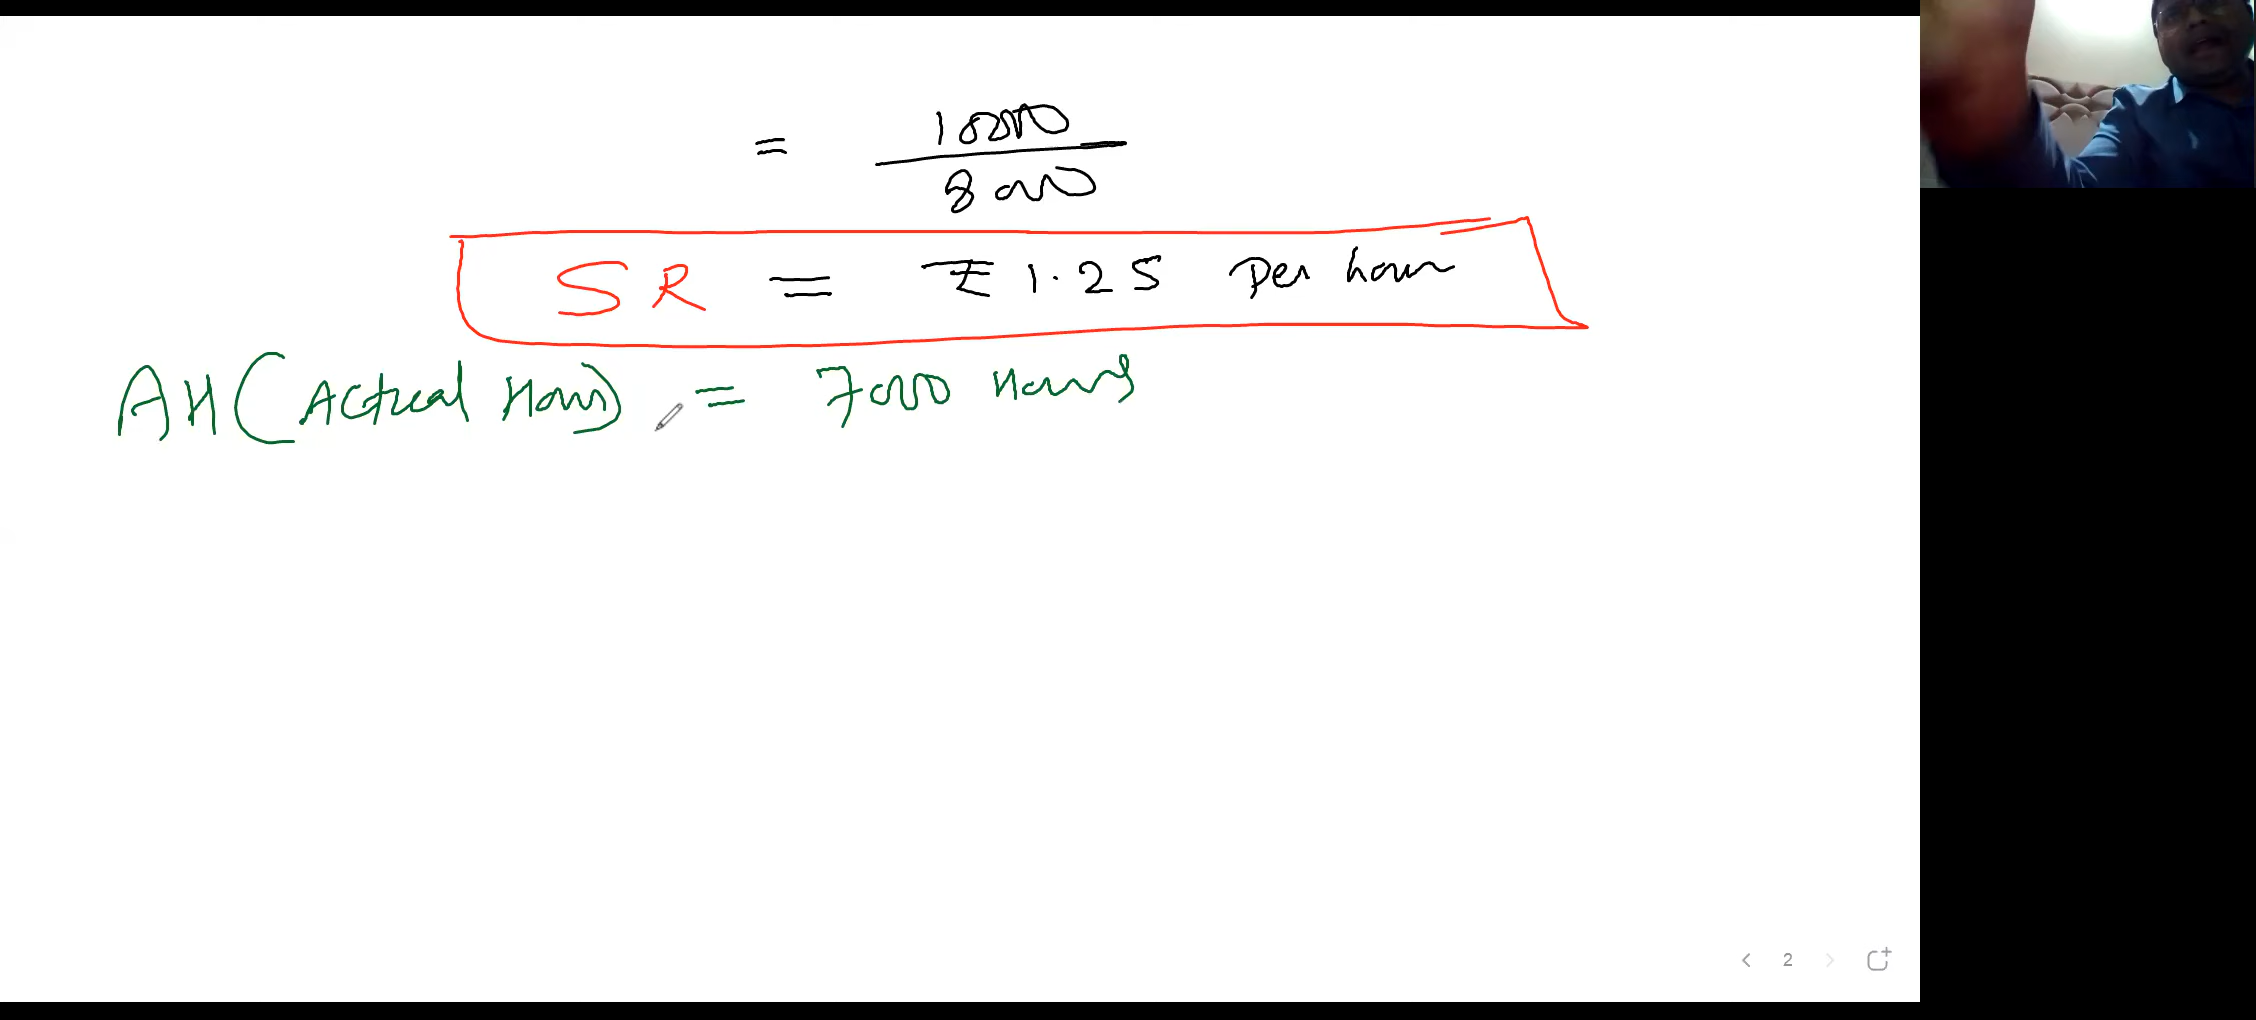 = 10000
8000
SR = ₹ 1.25 Per hour
AH (Actual Hours) = 7000 Hours
2